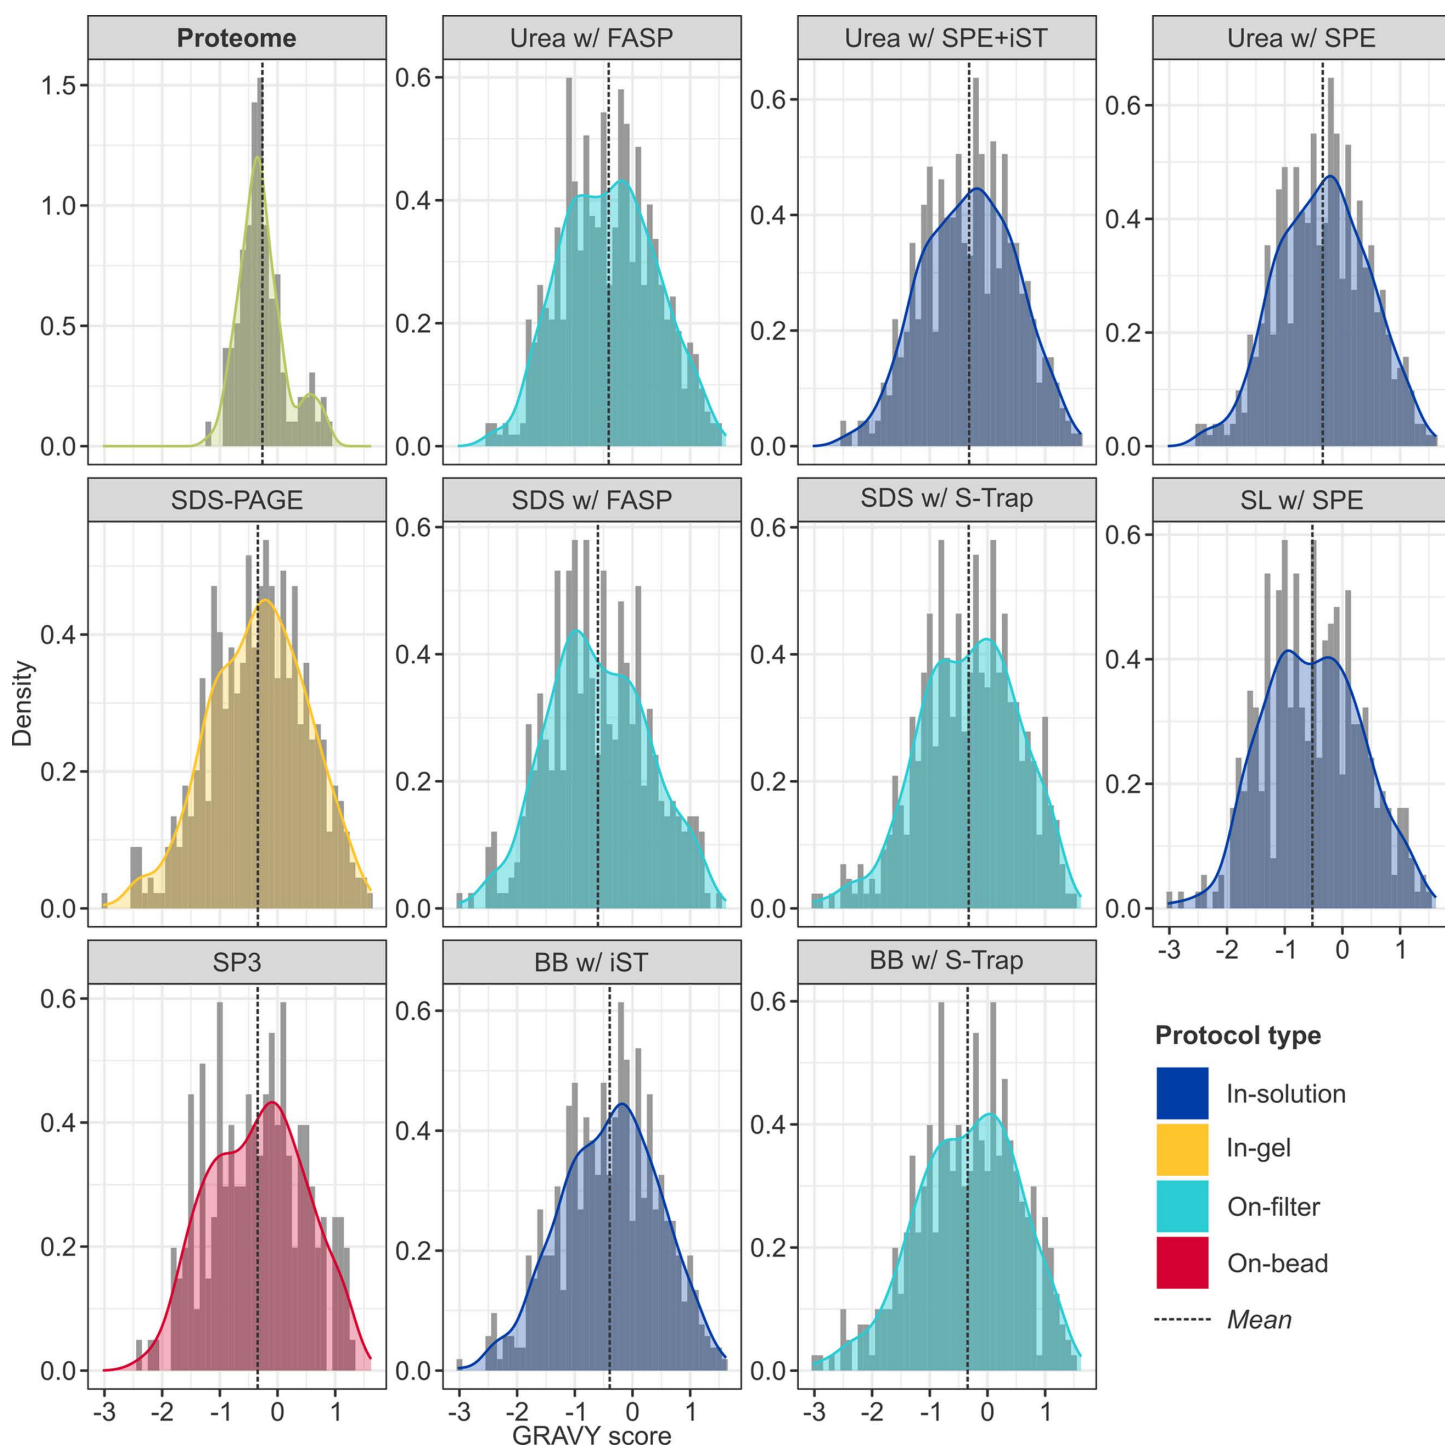 Proteome
Urea w/ FASP
Urea w/ SPE+iST
Urea w/ SPE
1.5
1.0
0.5
0.0
0.6
0.4
0.2
0.0
0.6
0.4
0.2
0.0
0.6
0.4
0.2
0.0
SDS-PAGE
SDS w/ FASP
SDS w/ S-Trap
SL w/ SPE
Density
0.4
0.2
0.0
0.6
0.4
0.2
0.0
0.6
0.4
0.2
0.0
0.6
0.4
0.2
0.0
-3 -2 -1 0 1
SP3
BB w/ iST
BB w/ S-Trap
0.6
0.4
0.2
0.0
0.6
0.4
0.2
0.0
0.6
0.4
0.2
0.0
-3 -2 -1 0 1
-3 -2 -1 0 1
-3 -2 -1 0 1
GRAVY score
Protocol type
In-solution
In-gel
On-filter
On-bead
Mean